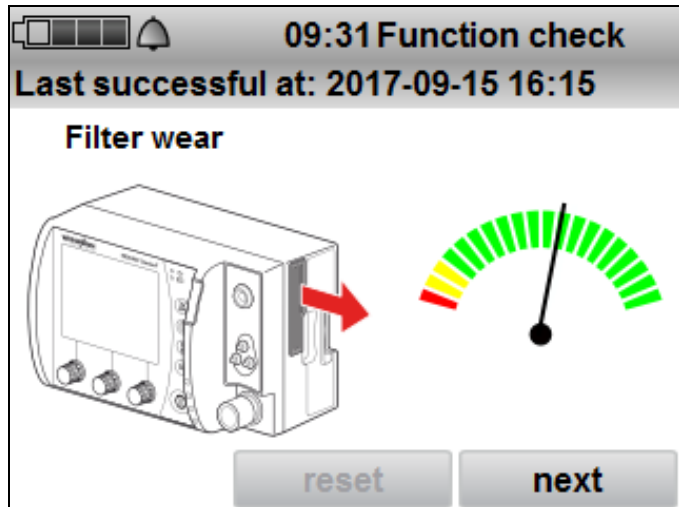 09:31 Function check
Last successful at: 2017-09-15 16:15
Filter wear
reset
next